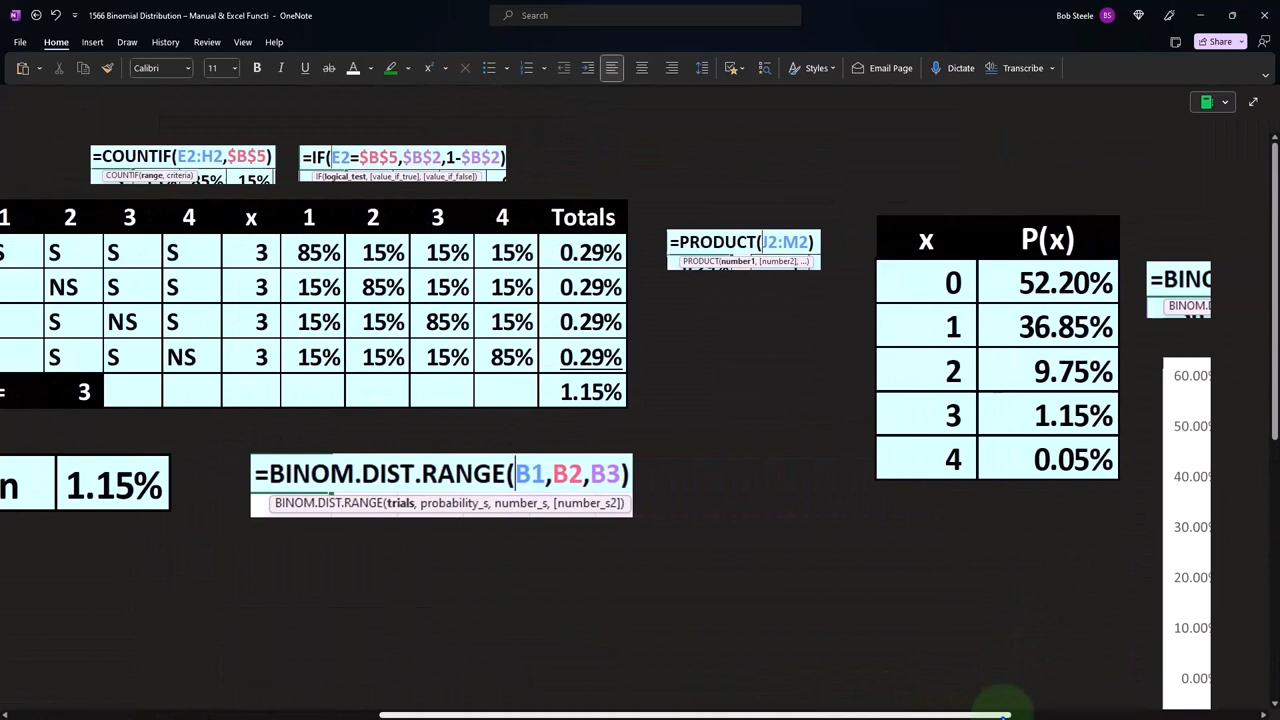 1566 Binomial Distribution – Manual & Excel Functi - OneNote
Search
Bob Steele BS
File Home Insert Draw History Review View Help Share
Calibri 11 B I U ab A Styles Email Page Dictate Transcribe
=COUNTIF(E2:H2,$B$5) =IF(E2=$B$5,$B$2,1-$B$2)
COUNTIF(range, criteria) IF(logical_test, [value_if_true], [value_if_false])
85% 15%
1 2 3 4 x 1 2 3 4 Totals
S S S S 3 85% 15% 15% 15% 0.29%
NS S S 3 15% 85% 15% 15% 0.29%
S NS S 3 15% 15% 85% 15% 0.29%
S S NS 3 15% 15% 15% 85% 0.29%
= 3 1.15%
=PRODUCT(J2:M2)
PRODUCT(number1, [number2], ...)
x P(x)
0 52.20%
1 36.85%
2 9.75%
3 1.15%
4 0.05%
=BINO
BINOM.D
n 1.15%
=BINOM.DIST.RANGE(B1,B2,B3)
BINOM.DIST.RANGE(trials, probability_s, number_s, [number_s2])
60.00%
50.00%
40.00%
30.00%
20.00%
10.00%
0.00%